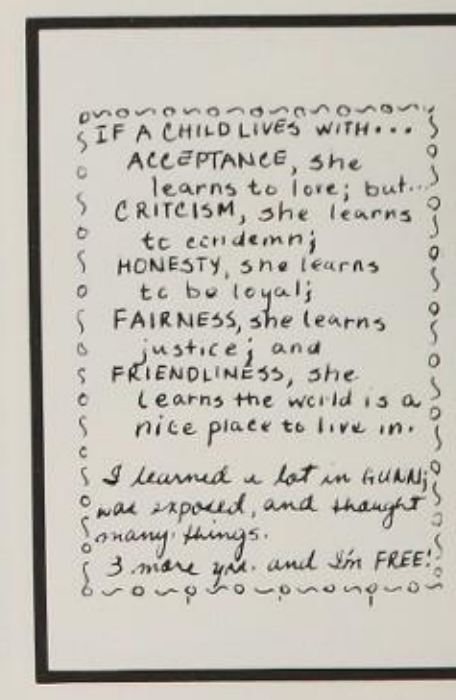 IF A CHILD LIVES WITH...
ACCEPTANCE, she
learns to love; but...
CRITCISM, she learns
to condemn;
HONESTY, she learns
to be loyal;
FAIRNESS, she learns
justice; and
FRIENDLINESS, she
learns the world is a
nice place to live in.
I learned a lot in GUNN;
was exposed, and thought
many things.
3 more yrs. and I'm FREE!